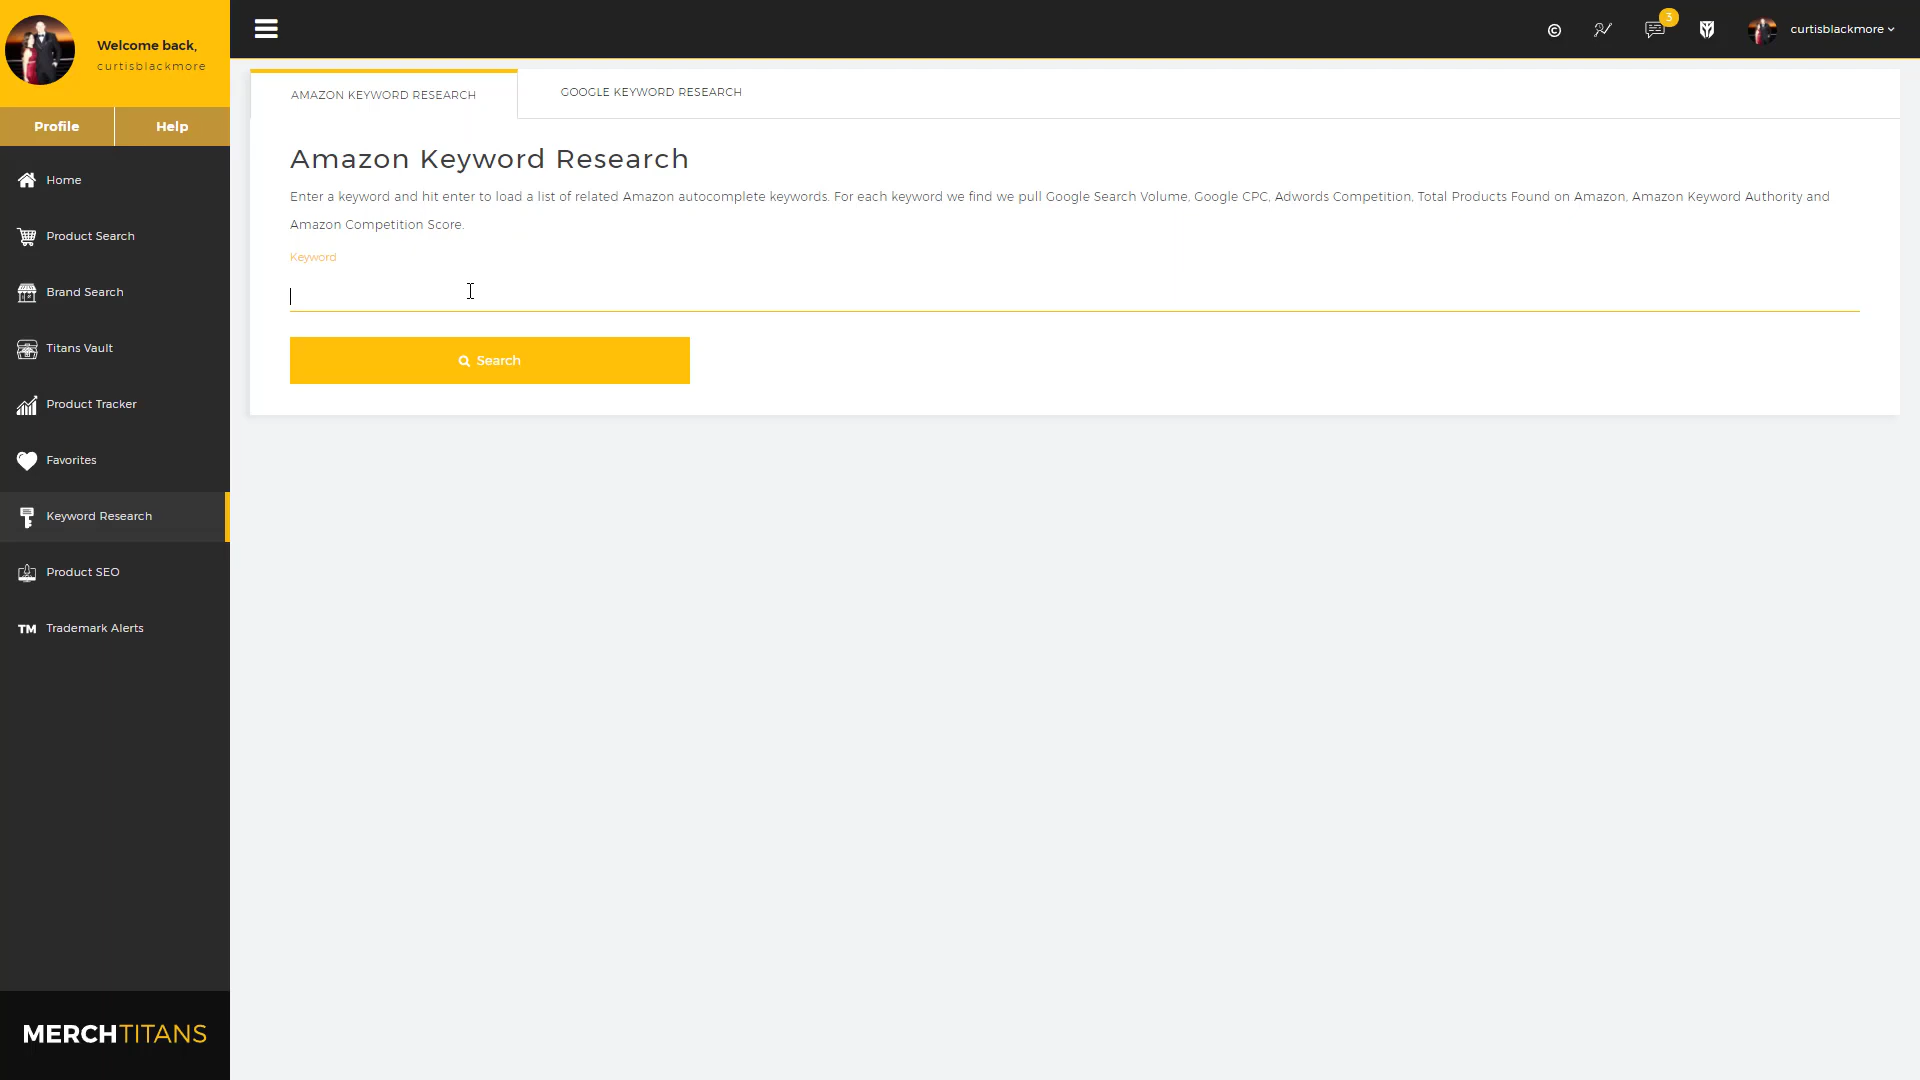 Welcome back,
curtisblackmore
Profile
Help
Home
Product Search
Brand Search
Titans Vault
Product Tracker
Favorites
Keyword Research
Product SEO
TM Trademark Alerts
MERCHTITANS
©
3
curtisblackmore
AMAZON KEYWORD RESEARCH
GOOGLE KEYWORD RESEARCH
Amazon Keyword Research
Enter a keyword and hit enter to load a list of related Amazon autocomplete keywords. For each keyword we find we pull Google Search Volume, Google CPC, Adwords Competition, Total Products Found on Amazon, Amazon Keyword Authority and
Amazon Competition Score.
Keyword
Search